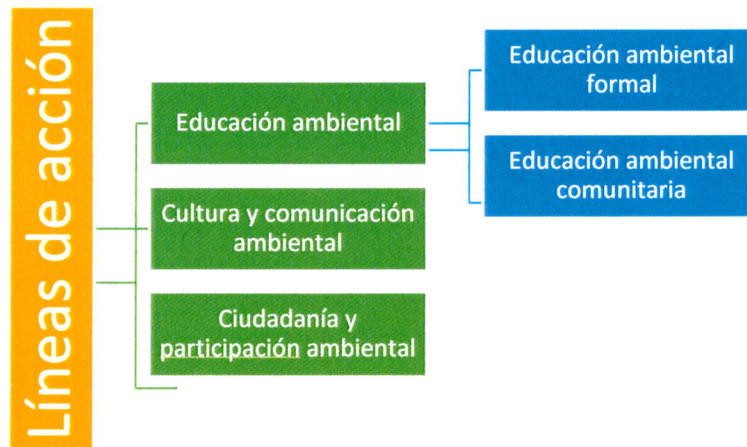 Líneas de acción
Educación ambiental
Educación ambiental
formal
Educación ambiental
comunitaria
Cultura y comunicación
ambiental
Ciudadanía y
participación ambiental